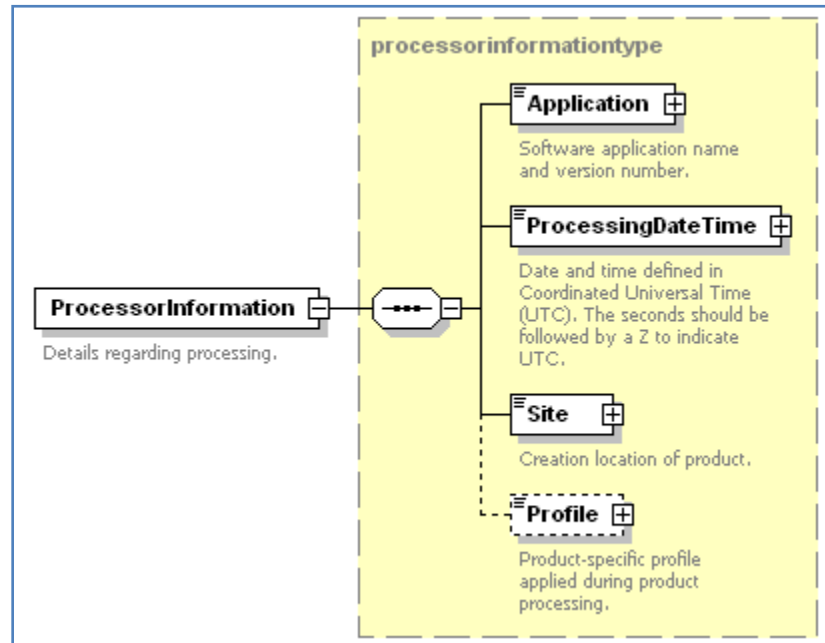 processorinformationtype
Application
Software application name
and version number.
ProcessingDateTime
Date and time defined in
Coordinated Universal Time
(UTC). The seconds should be
followed by a Z to indicate
UTC.
ProcessorInformation
Details regarding processing.
Site
Creation location of product.
Profile
Product-specific profile
applied during product
processing.